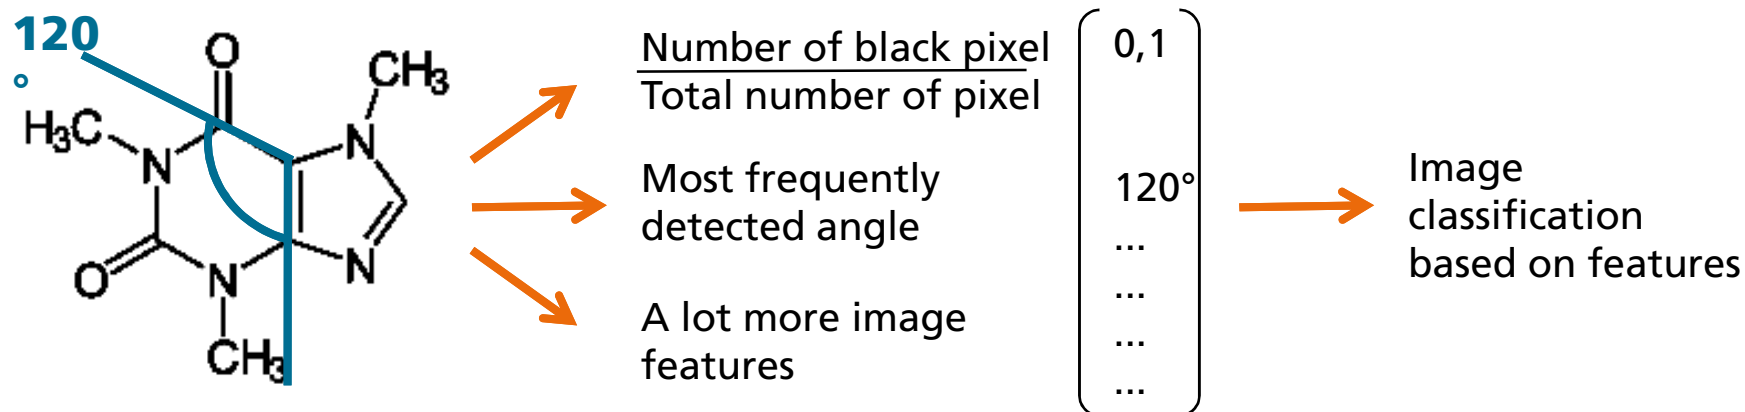 120
°
O
CH₃
H₃C
N
N
O
N
N
CH₃
Number of black pixel
Total number of pixel
Most frequently
detected angle
A lot more image
features
0,1
120°
...
...
...
...
Image
classification
based on features